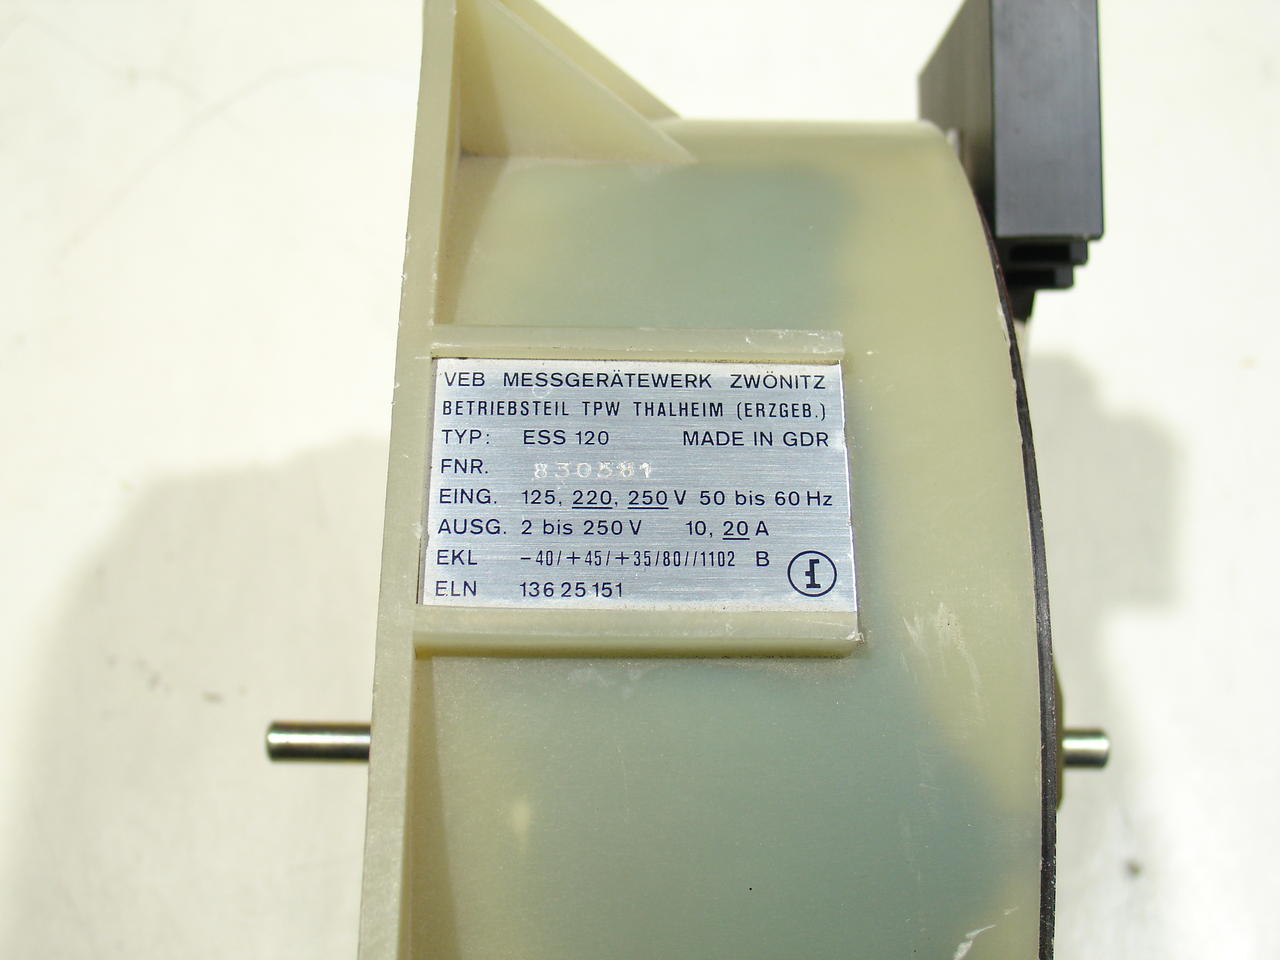 VEB MESSGERÄTEWERK ZWÖNITZ
BETRIEBSTEIL TPW THALHEIM (ERZGEB.)
TYP: ESS 120 MADE IN GDR
FNR. 830581
EING. 125, 220, 250 V 50 bis 60 Hz
AUSG. 2 bis 250 V 10, 20 A
EKL -40/+45/+35/80//1102 B
ELN 136 25 151